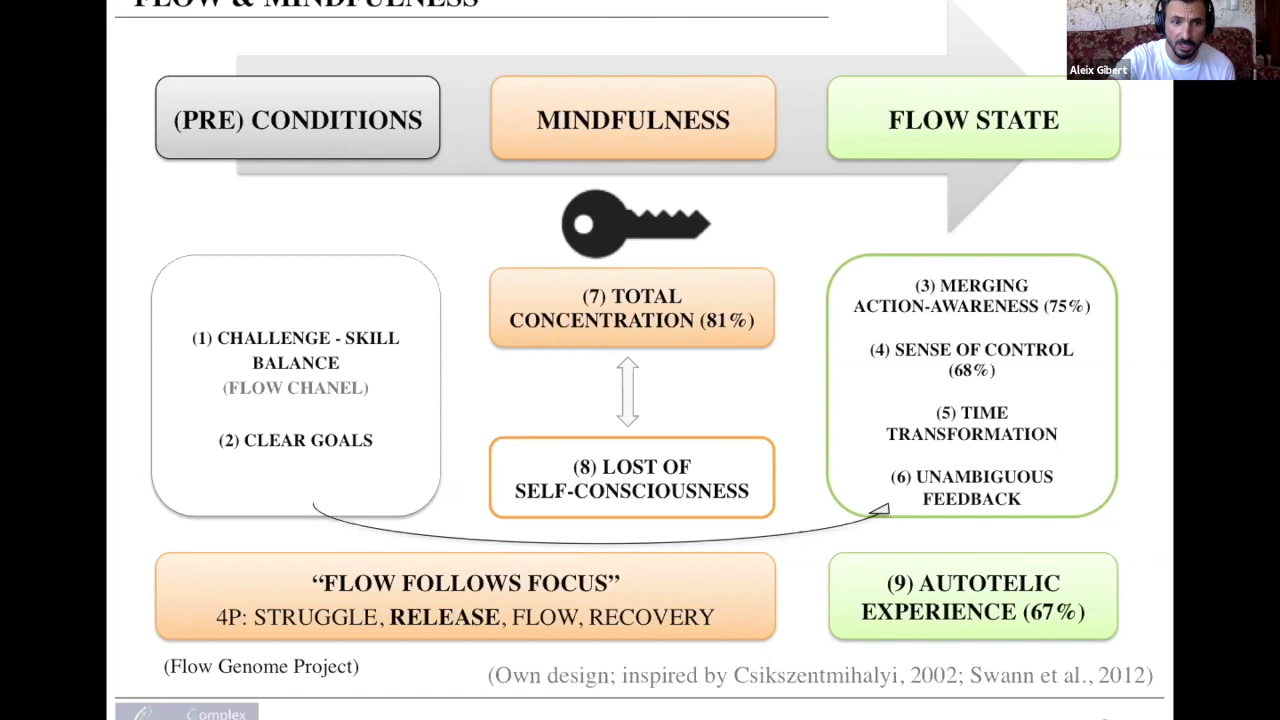 FLOW & MINDFULNESS
Aleix Gibert
(PRE) CONDITIONS
MINDFULNESS
FLOW STATE
(1) CHALLENGE - SKILL
BALANCE
(FLOW CHANEL)
(2) CLEAR GOALS
(7) TOTAL
CONCENTRATION (81%)
(8) LOST OF
SELF-CONSCIOUSNESS
(3) MERGING
ACTION-AWARENESS (75%)
(4) SENSE OF CONTROL
(68%)
(5) TIME
TRANSFORMATION
(6) UNAMBIGUOUS
FEEDBACK
“FLOW FOLLOWS FOCUS”
4P: STRUGGLE, RELEASE, FLOW, RECOVERY
(9) AUTOTELIC
EXPERIENCE (67%)
(Flow Genome Project)
(Own design; inspired by Csikszentmihalyi, 2002; Swann et al., 2012)
Complex